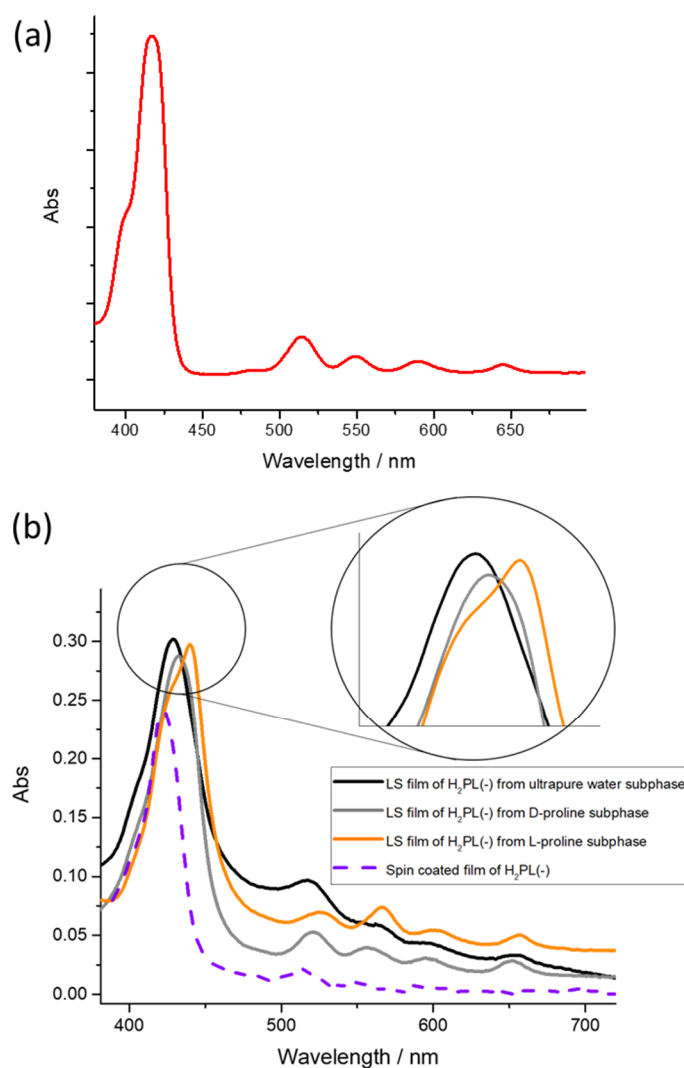 (a)
Abs
400 450 500 550 600 650
Wavelength / nm
(b)
0.30
0.25
0.20
0.15
0.10
0.05
0.00
Abs
LS film of H₂PL(-) from ultrapure water subphase
LS film of H₂PL(-) from D-proline subphase
LS film of H₂PL(-) from L-proline subphase
Spin coated film of H₂PL(-)
400 500 600 700
Wavelength / nm